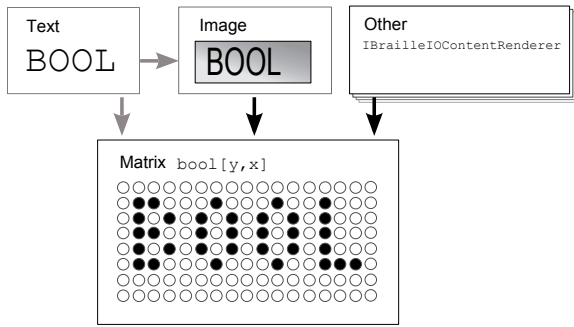 Text
BOOL
Image
BOOL
Other
IBrailleIOContentRenderer
Matrix bool[y,x]